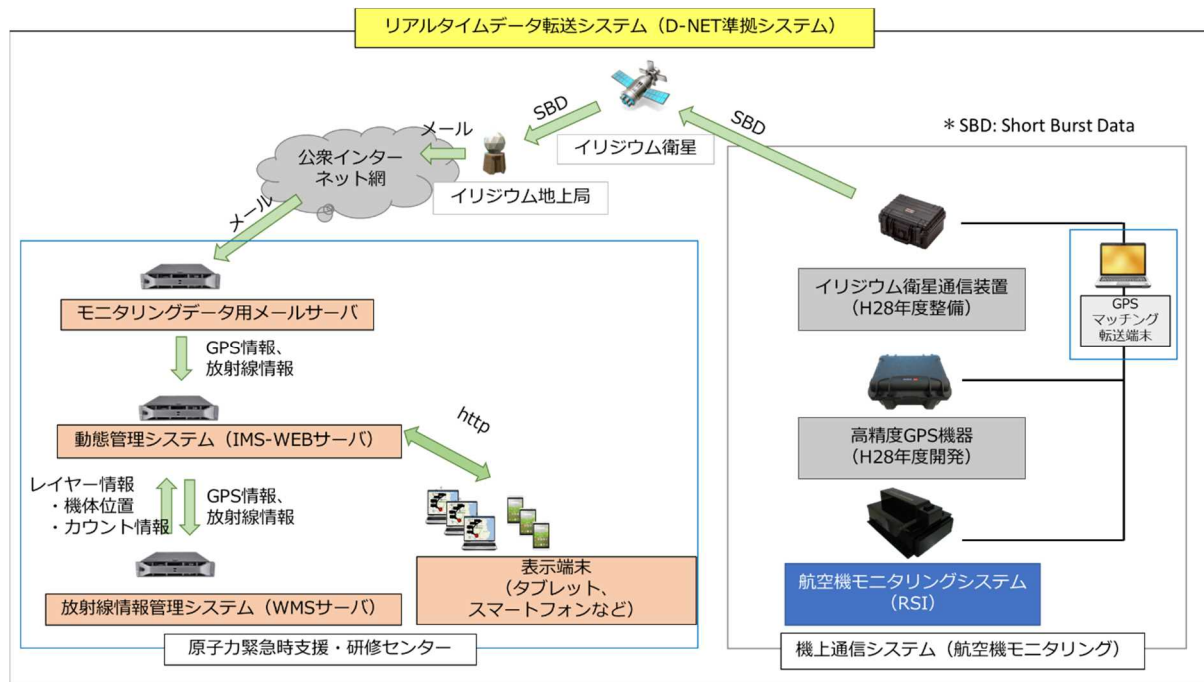 リアルタイムデータ転送システム（D-NET準拠システム）
SBD
SBD
＊SBD: Short Burst Data
メール
イリジウム衛星
公衆インター
ネット網
イリジウム地上局
メール
モニタリングデータ用メールサーバ
GPS情報、
放射線情報
動態管理システム（IMS-WEBサーバ）
http
レイヤー情報
・機体位置
・カウント情報
GPS情報、
放射線情報
放射線情報管理システム（WMSサーバ）
表示端末
（タブレット、
スマートフォンなど）
原子力緊急時支援・研修センター
イリジウム衛星通信装置
（H28年度整備）
GPS
マッチング
転送端末
高精度GPS機器
（H28年度開発）
航空機モニタリングシステム
（RSI）
機上通信システム（航空機モニタリング）